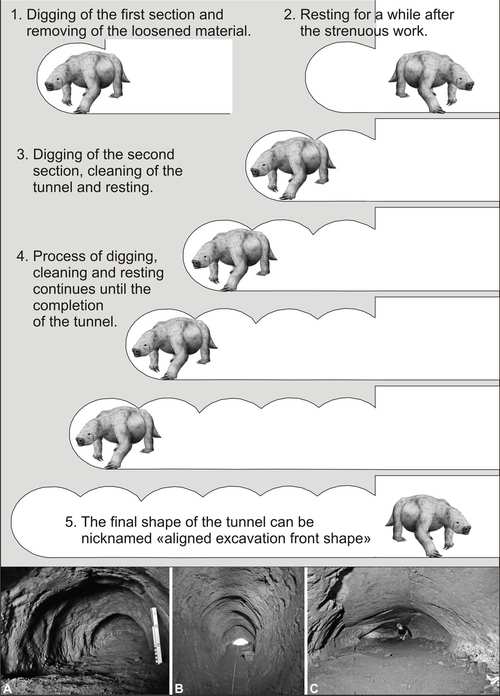 1. Digging of the first section and
removing of the loosened material.
2. Resting for a while after
the strenuous work.
3. Digging of the second
section, cleaning of the
tunnel and resting.
4. Process of digging,
cleaning and resting
continues until the
completion
of the tunnel.
5. The final shape of the tunnel can be
nicknamed «aligned excavation front shape»
A
B
C